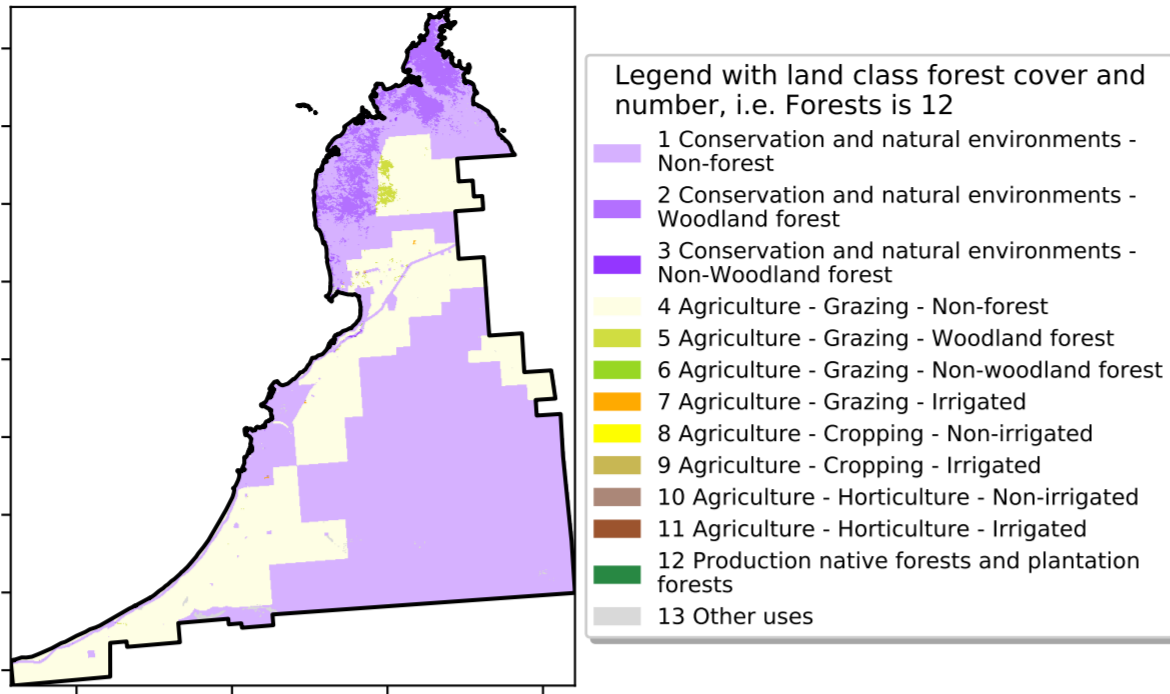 Legend with land class forest cover and
number, i.e. Forests is 12
1 Conservation and natural environments -
Non-forest
2 Conservation and natural environments -
Woodland forest
3 Conservation and natural environments -
Non-Woodland forest
4 Agriculture - Grazing - Non-forest
5 Agriculture - Grazing - Woodland forest
6 Agriculture - Grazing - Non-woodland forest
7 Agriculture - Grazing - Irrigated
8 Agriculture - Cropping - Non-irrigated
9 Agriculture - Cropping - Irrigated
10 Agriculture - Horticulture - Non-irrigated
11 Agriculture - Horticulture - Irrigated
12 Production native forests and plantation
forests
13 Other uses